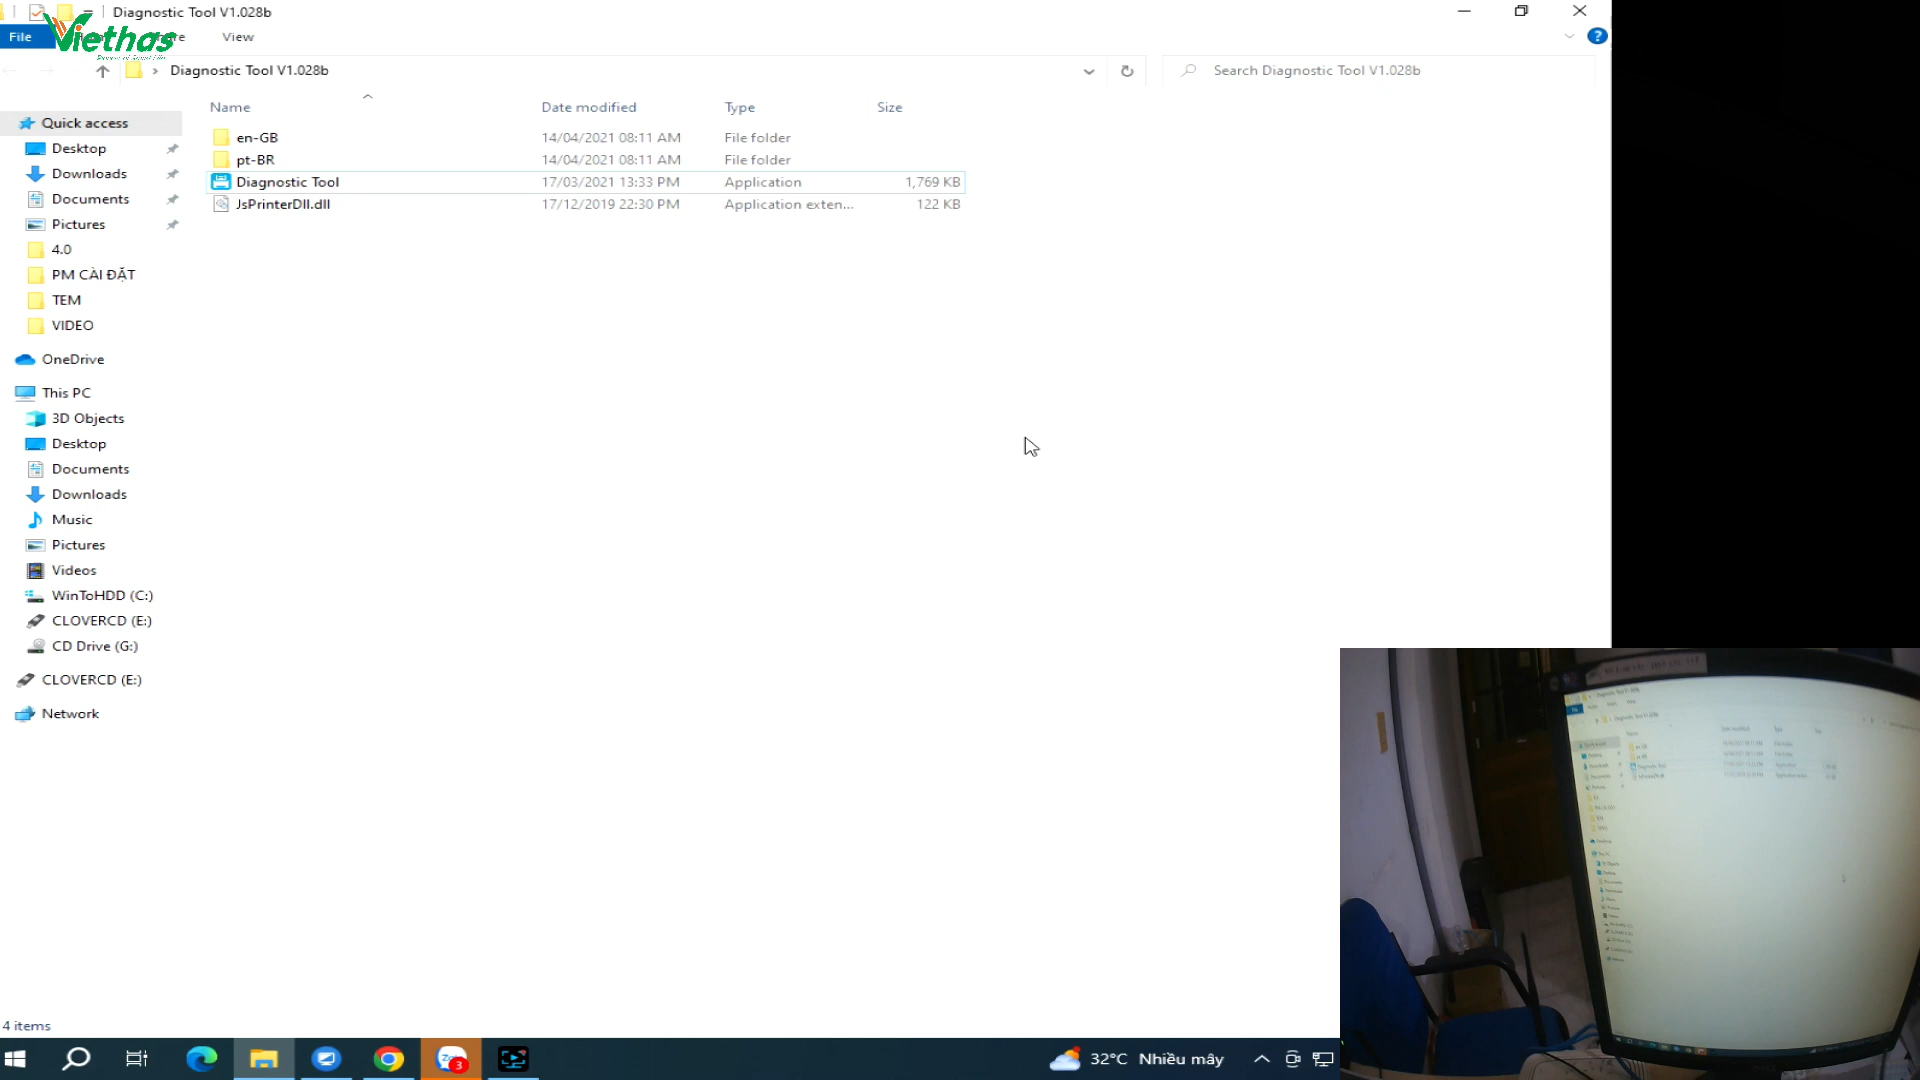 Diagnostic Tool V1.028b
Viethas
File
View
Diagnostic Tool V1.028b
Search Diagnostic Tool V1.028b
Name Date modified Type Size
en-GB 14/04/2021 08:11 AM File folder
pt-BR 14/04/2021 08:11 AM File folder
Diagnostic Tool 17/03/2021 13:33 PM Application 1,769 KB
JsPrinterDll.dll 17/12/2019 22:30 PM Application exten... 122 KB
Quick access
Desktop
Downloads
Documents
Pictures
4.0
PM CÀI ĐẶT
TEM
VIDEO
OneDrive
This PC
3D Objects
Desktop
Documents
Downloads
Music
Pictures
Videos
WinToHDD (C:)
CLOVERCD (E:)
CD Drive (G:)
CLOVERCD (E:)
Network
4 items
3
32°C Nhiều mây